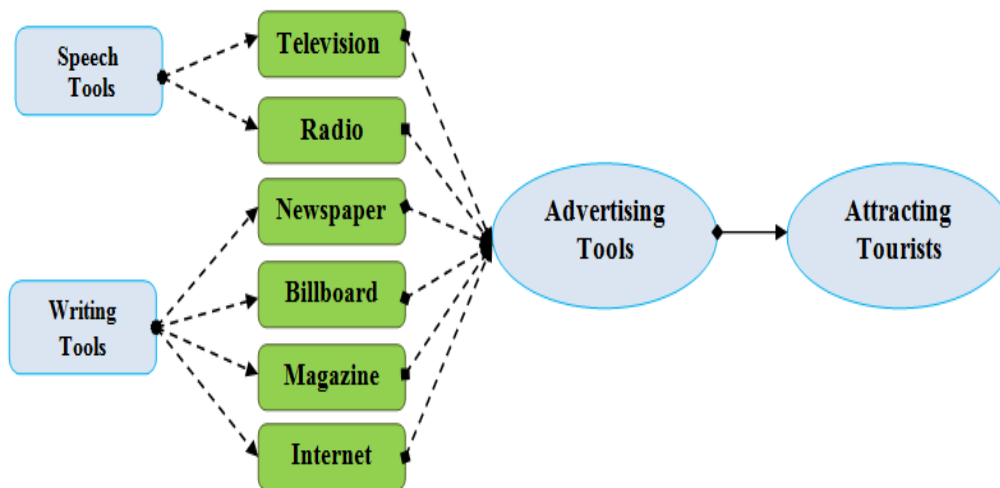 Speech
Tools
Television
Radio
Newspaper
Billboard
Magazine
Internet
Writing
Tools
Advertising
Tools
Attracting
Tourists